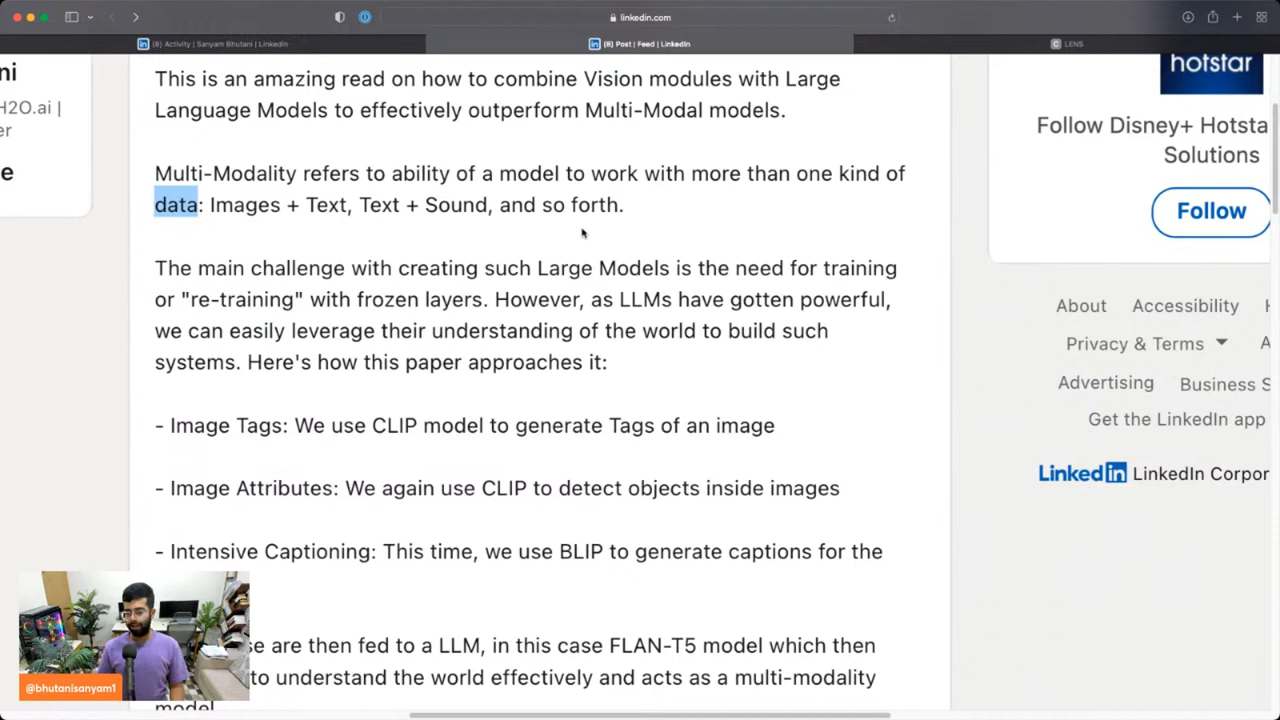 linkedin.com
(8) Activity | Sanyam Bhutani | LinkedIn
(6) Post | Feed | LinkedIn
LENS
ni
H2O.ai |
er
e
This is an amazing read on how to combine Vision modules with Large
Language Models to effectively outperform Multi-Modal models.
Multi-Modality refers to ability of a model to work with more than one kind of
data: Images + Text, Text + Sound, and so forth.
The main challenge with creating such Large Models is the need for training
or "re-training" with frozen layers. However, as LLMs have gotten powerful,
we can easily leverage their understanding of the world to build such
systems. Here's how this paper approaches it:
- Image Tags: We use CLIP model to generate Tags of an image
- Image Attributes: We again use CLIP to detect objects inside images
- Intensive Captioning: This time, we use BLIP to generate captions for the
se are then fed to a LLM, in this case FLAN-T5 model which then
to understand the world effectively and acts as a multi-modality
model
hotstar
Follow Disney+ Hotsta
Solutions
Follow
About Accessibility H
Privacy & Terms A
Advertising Business S
Get the LinkedIn app
LinkedIn LinkedIn Corpor
@bhutanisanyam1